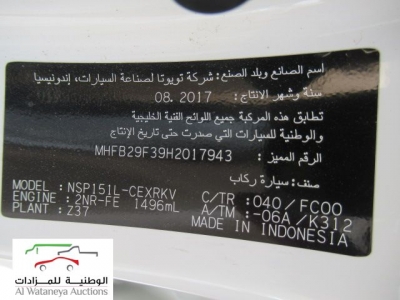 اسم الصانع وبلد الصنع: شركة تويوتا لصناعة السيارات، إندونيسيا
سنة وشهر الانتاج: 08.2017
تطابق هذه المركبة جميع اللوائح الفنية الخليجية
والوطنية للسيارات التي صدرت حتى تاريخ الإنتاج
الرقم المميز: MHFB29F39H2017943
الصنف: سيارة ركاب
MODEL: NSP151L-CEXRKV
C/TR: 040/FC00
ENGINE: 2NR-FE 1496mL
A/TM: -06A/K312
PLANT: Z37
MADE IN INDONESIA
الوطنية للمزادات
Al Wataneya Auctions